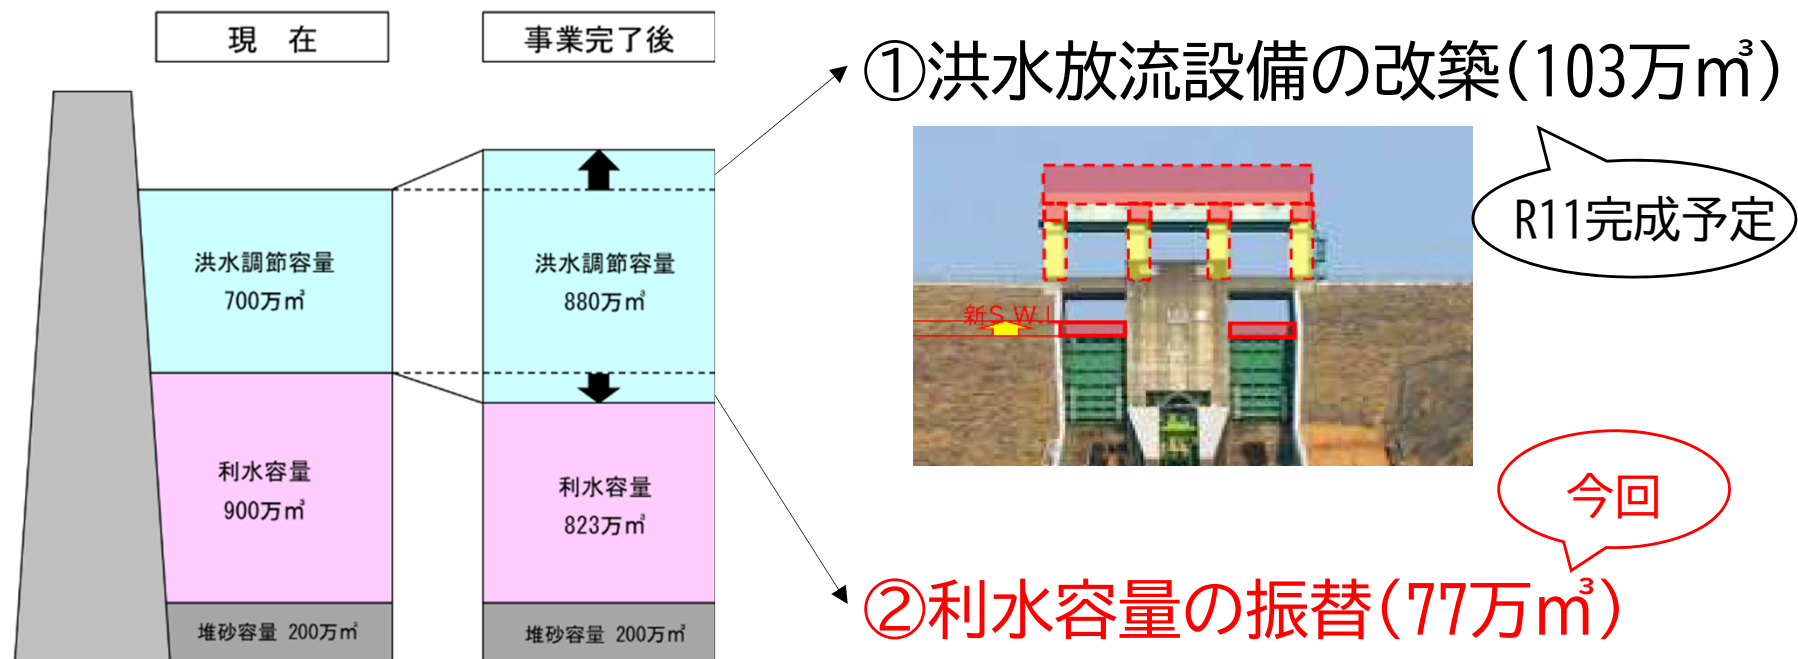 現　在
事業完了後
①洪水放流設備の改築(103万㎥)
R11完成予定
洪水調節容量
700万㎥
洪水調節容量
880万㎥
新S.W.L
利水容量
900万㎥
利水容量
823万㎥
今回
②利水容量の振替(77万㎥)
堆砂容量 200万㎥
堆砂容量 200万㎥